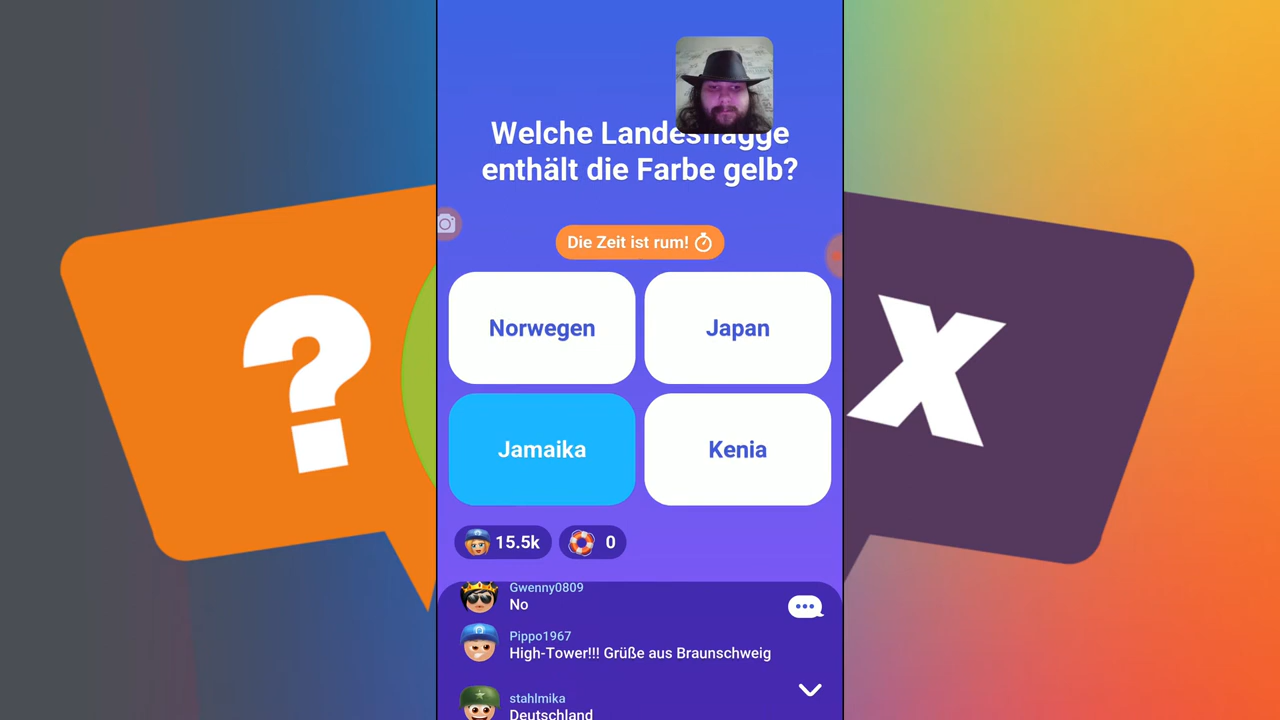 Welche Landesflagge
enthält die Farbe gelb?
Die Zeit ist rum!
Norwegen
Japan
Jamaika
Kenia
15.5k
0
Gwenny0809
No
Pippo1967
High-Tower!!! Grüße aus Braunschweig
stahlmika
Deutschland
?
X